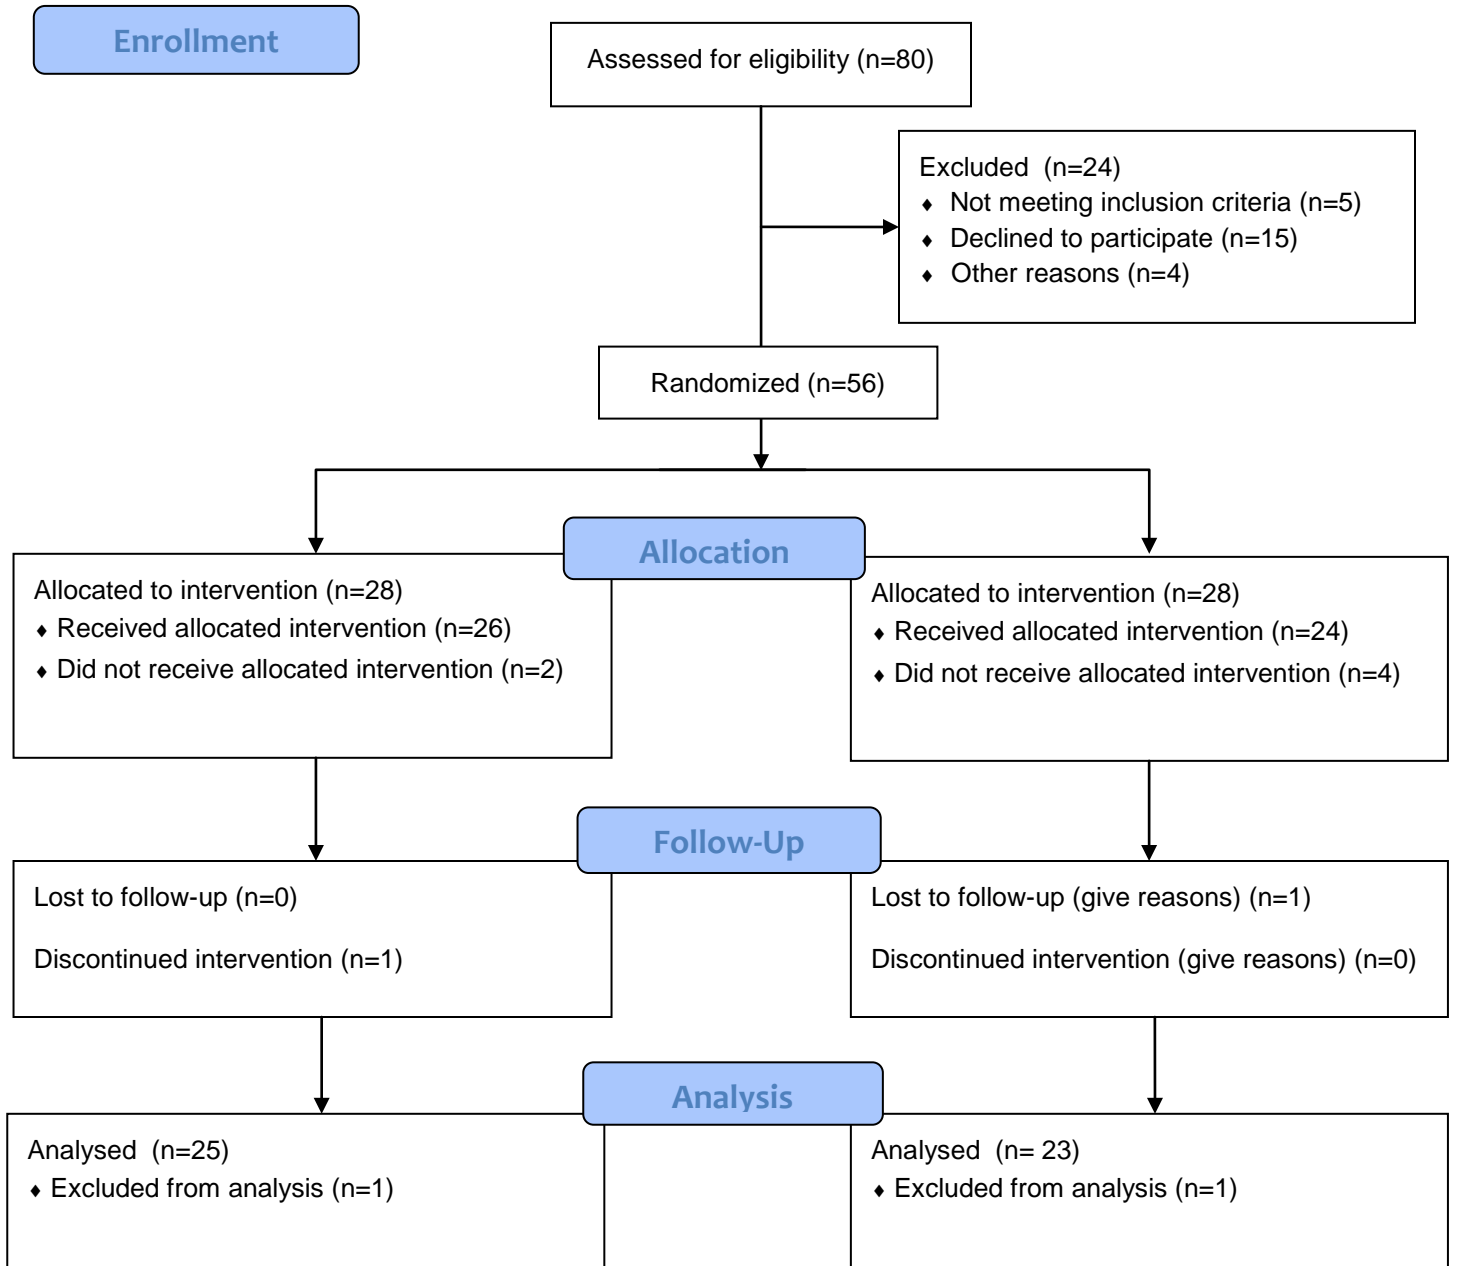 Enrollment
Assessed for eligibility (n=80)
Excluded  (n=24)
♦ Not meeting inclusion criteria (n=5)
♦ Declined to participate (n=15)
♦ Other reasons (n=4)
Randomized (n=56)
Allocation
Allocated to intervention (n=28)
♦ Received allocated intervention (n=26)
♦ Did not receive allocated intervention (n=2)
Allocated to intervention (n=28)
♦ Received allocated intervention (n=24)
♦ Did not receive allocated intervention (n=4)
Follow-Up
Lost to follow-up (n=0)
Discontinued intervention (n=1)
Lost to follow-up (give reasons) (n=1)
Discontinued intervention (give reasons) (n=0)
Analysis
Analysed  (n=25)
♦ Excluded from analysis (n=1)
Analysed  (n= 23)
♦ Excluded from analysis (n=1)